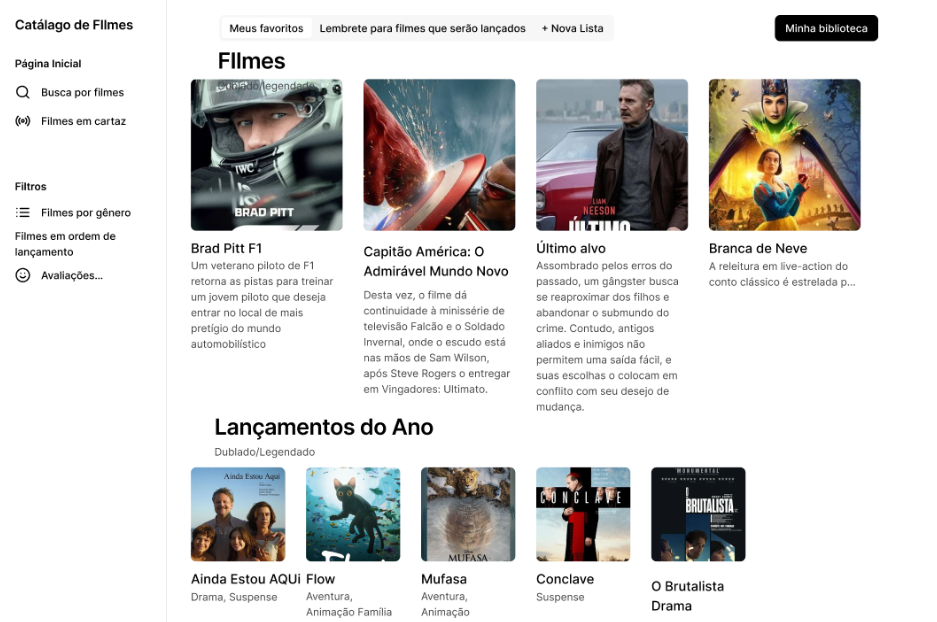 Catálago de FIlmes
Página Inicial
Busca por filmes
Filmes em cartaz
Filtros
Filmes por gênero
Filmes em ordem de
lançamento
Avaliações...
Meus favoritos
Lembrete para filmes que serão lançados
+ Nova Lista
Minha biblioteca
FIlmes
Dublado/legendado
IWC
BRAD PITT
LIAM
NEESON
ÚLTIMO
Brad Pitt F1
Um veterano piloto de F1
retorna as pistas para treinar
um jovem piloto que deseja
entrar no local de mais
pretígio do mundo
automobilístico
Capitão América: O
Admirável Mundo Novo
Desta vez, o filme dá
continuidade à minissérie de
televisão Falcão e o Soldado
Invernal, onde o escudo está
nas mãos de Sam Wilson,
após Steve Rogers o entregar
em Vingadores: Ultimato.
Último alvo
Assombrado pelos erros do
passado, um gângster busca
se reaproximar dos filhos e
abandonar o submundo do
crime. Contudo, antigos
aliados e inimigos não
permitem uma saída fácil, e
suas escolhas o colocam em
conflito com seu desejo de
mudança.
Branca de Neve
A releitura em live-action do
conto clássico é estrelada p...
Lançamentos do Ano
Dublado/Legendado
Ainda Estou Aqui
Flow
MUFASA
CONCLAVE
MONUMENTAL
O
BRUTALISTA
Ainda Estou AQUi
Drama, Suspense
Flow
Aventura,
Animação Família
Mufasa
Aventura,
Animação
Conclave
Suspense
O Brutalista
Drama